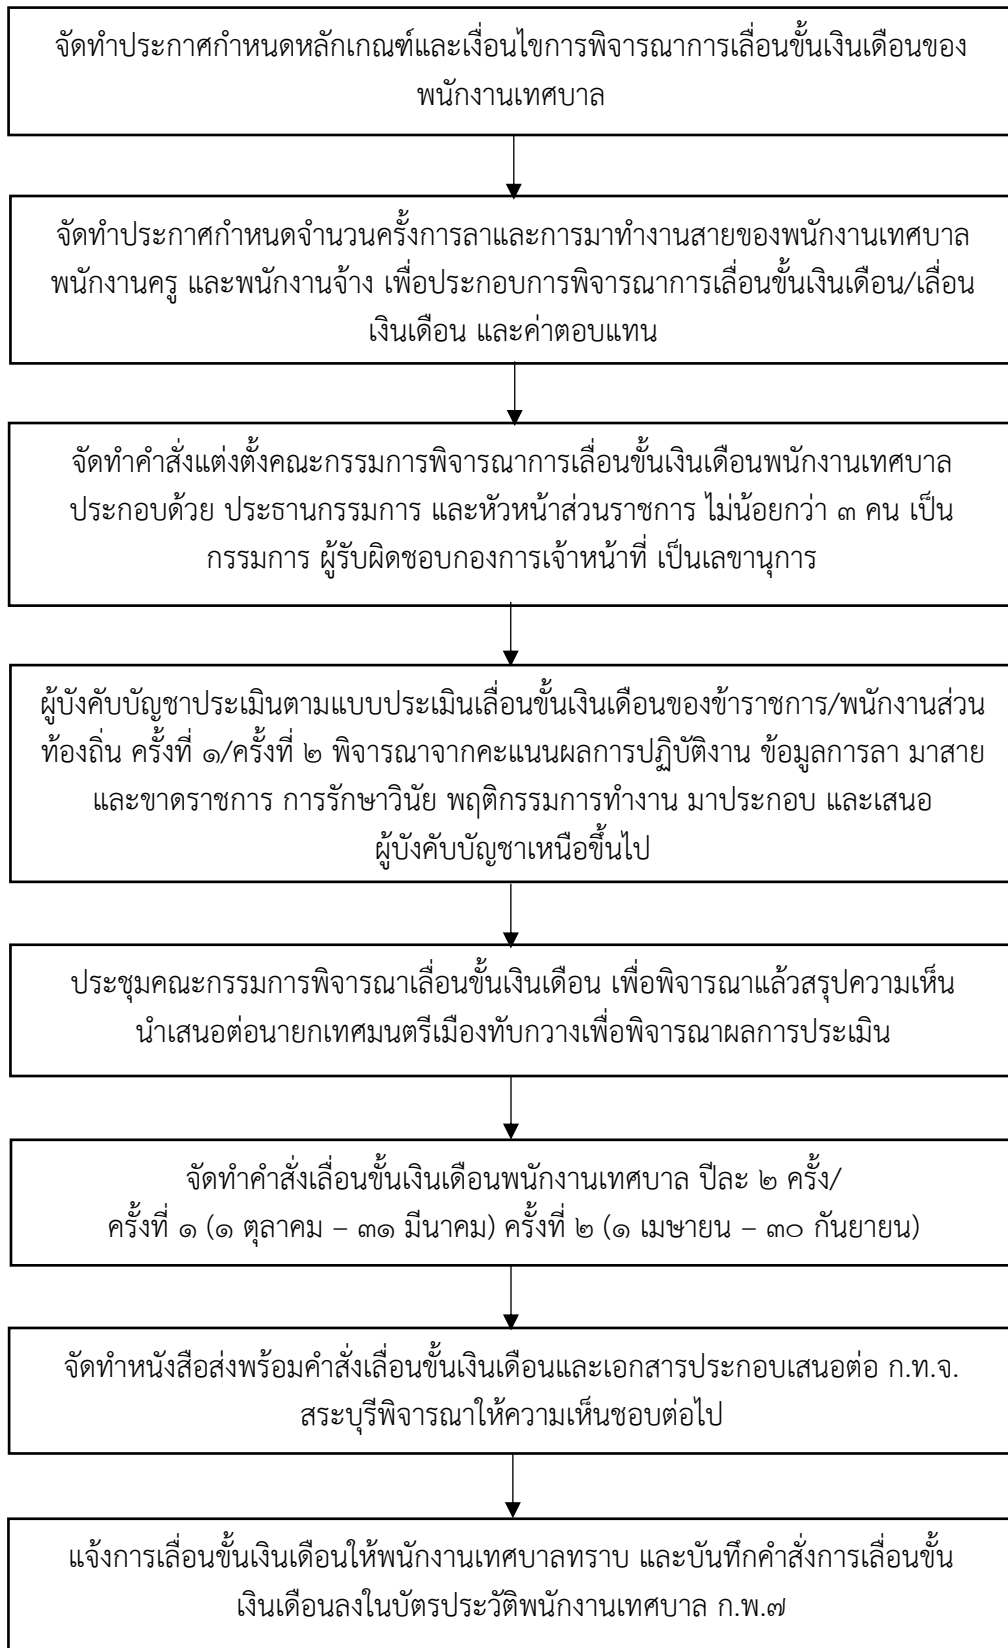 จัดทำประกาศกำหนดหลักเกณฑ์และเงื่อนไขการพิจารณาการเลื่อนขั้นเงินเดือนของ
พนักงานเทศบาล
จัดทำประกาศกำหนดจำนวนครั้งการลาและการมาทำงานสายของพนักงานเทศบาล
พนักงานครู และพนักงานจ้าง เพื่อประกอบการพิจารณาการเลื่อนขั้นเงินเดือน/เลื่อน
เงินเดือน และค่าตอบแทน
จัดทำคำสั่งแต่งตั้งคณะกรรมการพิจารณาการเลื่อนขั้นเงินเดือนพนักงานเทศบาล
ประกอบด้วย ประธานกรรมการ และหัวหน้าส่วนราชการ ไม่น้อยกว่า ๓ คน เป็น
กรรมการ ผู้รับผิดชอบกองการเจ้าหน้าที่ เป็นเลขานุการ
ผู้บังคับบัญชาประเมินตามแบบประเมินเลื่อนขั้นเงินเดือนของข้าราชการ/พนักงานส่วน
ท้องถิ่น ครั้งที่ ๑/ครั้งที่ ๒ พิจารณาจากคะแนนผลการปฏิบัติงาน ข้อมูลการลา มาสาย
และขาดราชการ การรักษาวินัย พฤติกรรมการทำงาน มาประกอบ และเสนอ
ผู้บังคับบัญชาเหนือขึ้นไป
ประชุมคณะกรรมการพิจารณาเลื่อนขั้นเงินเดือน เพื่อพิจารณาแล้วสรุปความเห็น
นำเสนอต่อนายกเทศมนตรีเมืองทับกวางเพื่อพิจารณาผลการประเมิน
จัดทำคำสั่งเลื่อนขั้นเงินเดือนพนักงานเทศบาล ปีละ ๒ ครั้ง/
ครั้งที่ ๑ (๑ ตุลาคม – ๓๑ มีนาคม) ครั้งที่ ๒ (๑ เมษายน – ๓๐ กันยายน)
จัดทำหนังสือส่งพร้อมคำสั่งเลื่อนขั้นเงินเดือนและเอกสารประกอบเสนอต่อ ก.ท.จ.
สระบุรีพิจารณาให้ความเห็นชอบต่อไป
แจ้งการเลื่อนขั้นเงินเดือนให้พนักงานเทศบาลทราบ และบันทึกคำสั่งการเลื่อนขั้น
เงินเดือนลงในบัตรประวัติพนักงานเทศบาล ก.พ.๗